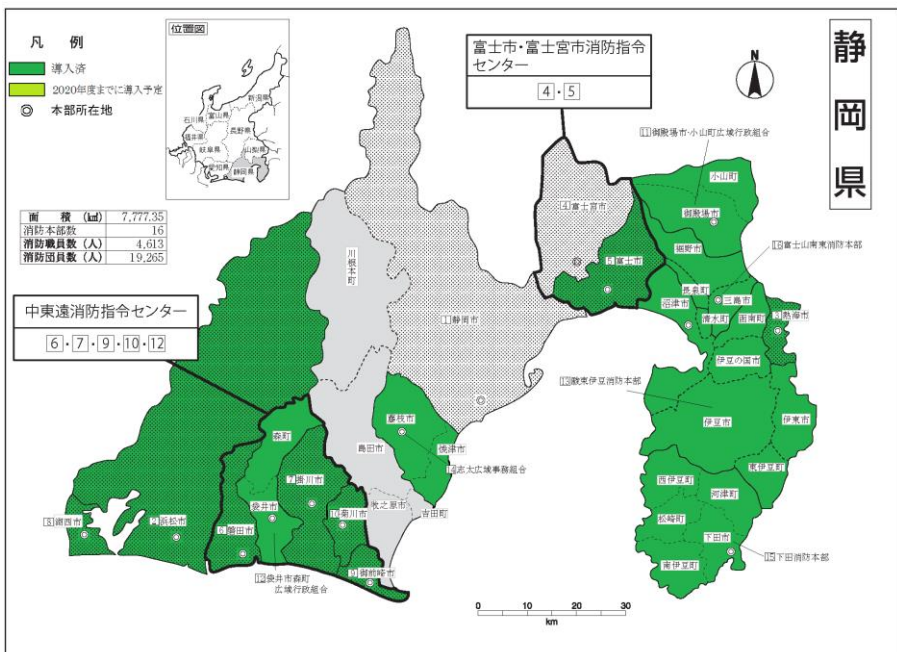 静岡県
凡 例
導入済
2020年度までに導入予定
本部所在地
位置図
新潟県
富山県
石川県
長野県
福井県
岐阜県
山梨県
愛知県
静岡県
面 積 (k㎡) 7,777.35
消防本部数 16
消防職員数 (人) 4,613
消防団員数 (人) 19,265
富士市・富士宮市消防指令
センター
4・5
N
中東遠消防指令センター
6・7・9・10・12
11御殿場市・小山町広域行政組合
小山町
御殿場市
4富士宮市
5富士市
裾野市
16富士山南東消防本部
長泉町
沼津市
三島市
清水町
函南町
3熱海市
伊豆の国市
13駿東伊豆消防本部
伊豆市
伊東市
東伊豆町
西伊豆町
河津町
松崎町
下田市
南伊豆町
15下田消防本部
川根本町
1静岡市
藤枝市
焼津市
島田市
14志太広域事務組合
牧之原市
吉田町
森町
7掛川市
袋井市
10菊川市
6磐田市
9御前崎市
12袋井市森町
広域行政組合
8湖西市
2浜松市
0 10 20 30
km